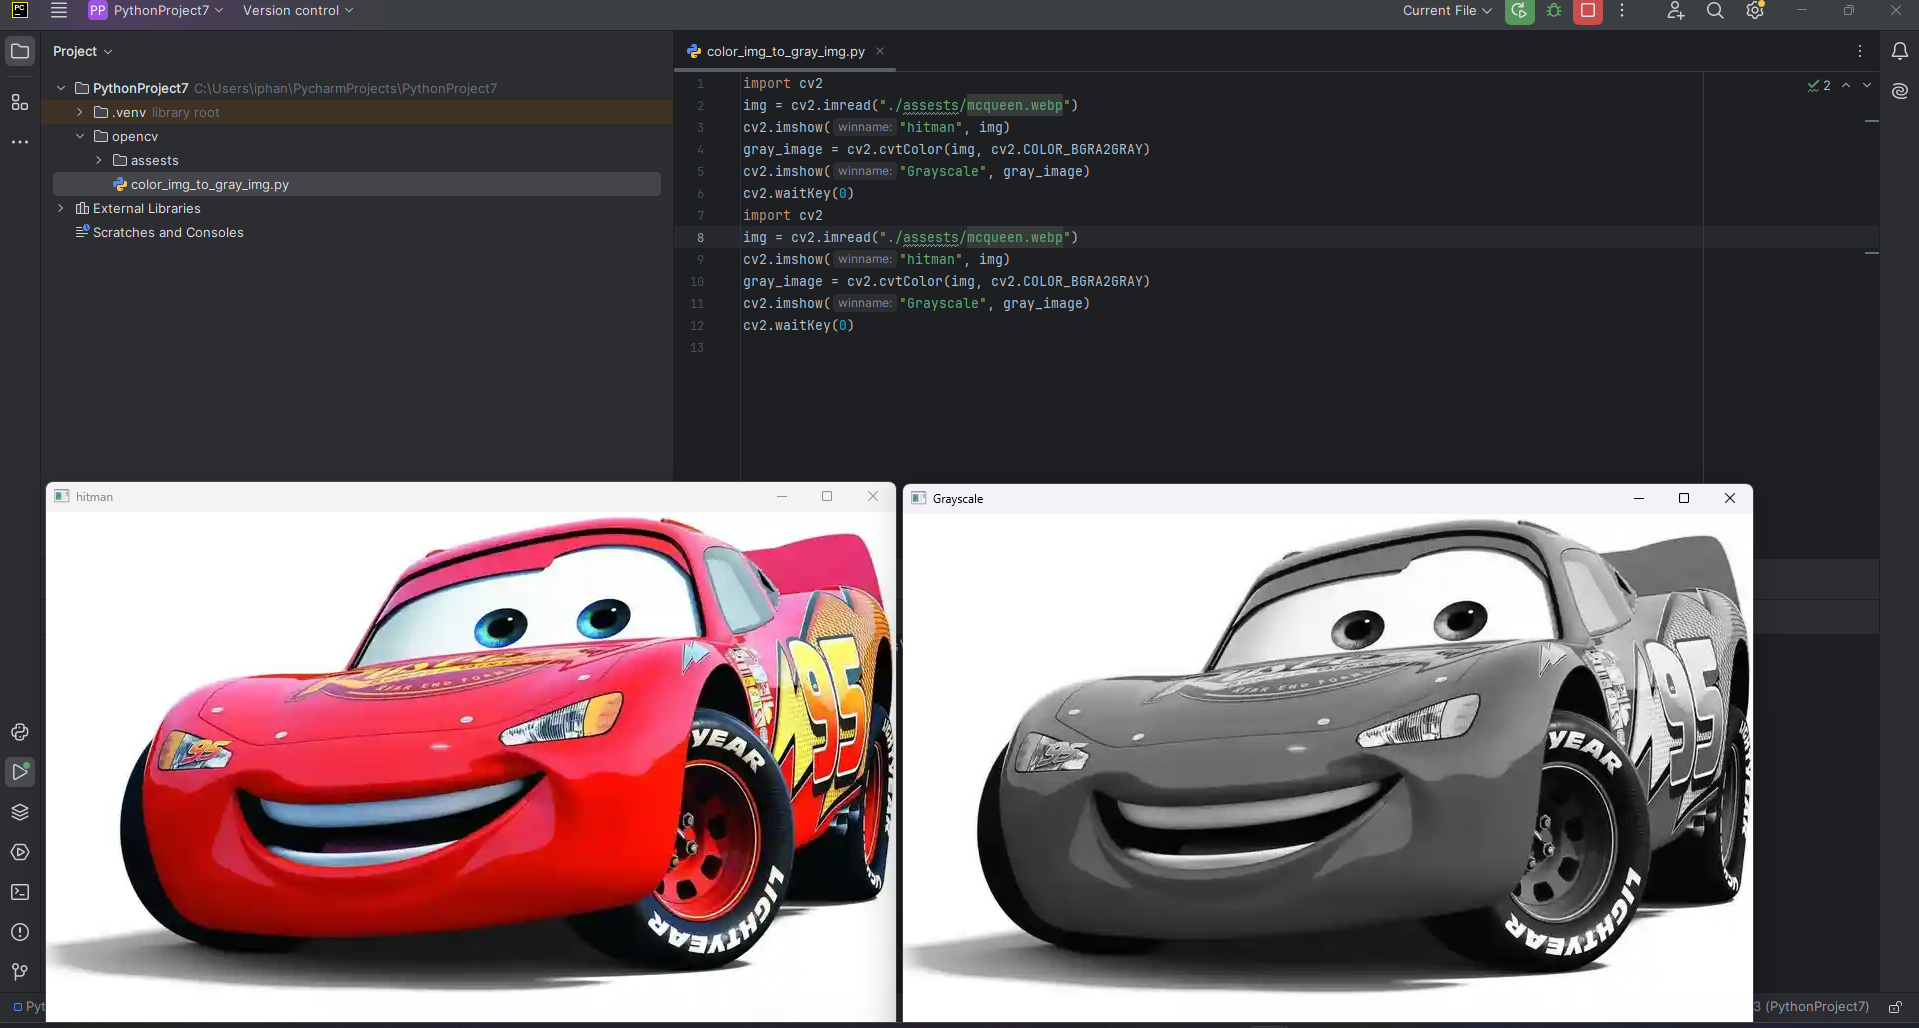 PC
PP PythonProject7
Version control
Current File
Project
color_img_to_gray_img.py
PythonProject7 C:\Users\iphan\PycharmProjects\PythonProject7
.venv library root
opencv
assests
color_img_to_gray_img.py
External Libraries
Scratches and Consoles
2
1 import cv2
2 img = cv2.imread("./assests/mcqueen.webp")
3 cv2.imshow( winname: "hitman", img)
4 gray_image = cv2.cvtColor(img, cv2.COLOR_BGRA2GRAY)
5 cv2.imshow( winname: "Grayscale", gray_image)
6 cv2.waitKey(0)
7 import cv2
8 img = cv2.imread("./assests/mcqueen.webp")
9 cv2.imshow( winname: "hitman", img)
10 gray_image = cv2.cvtColor(img, cv2.COLOR_BGRA2GRAY)
11 cv2.imshow( winname: "Grayscale", gray_image)
12 cv2.waitKey(0)
13
hitman
95
95
YEAR
LIGHTYEAR
Grayscale
95
95
YEAR
LIGHTYEAR
Pyt
3 (PythonProject7)